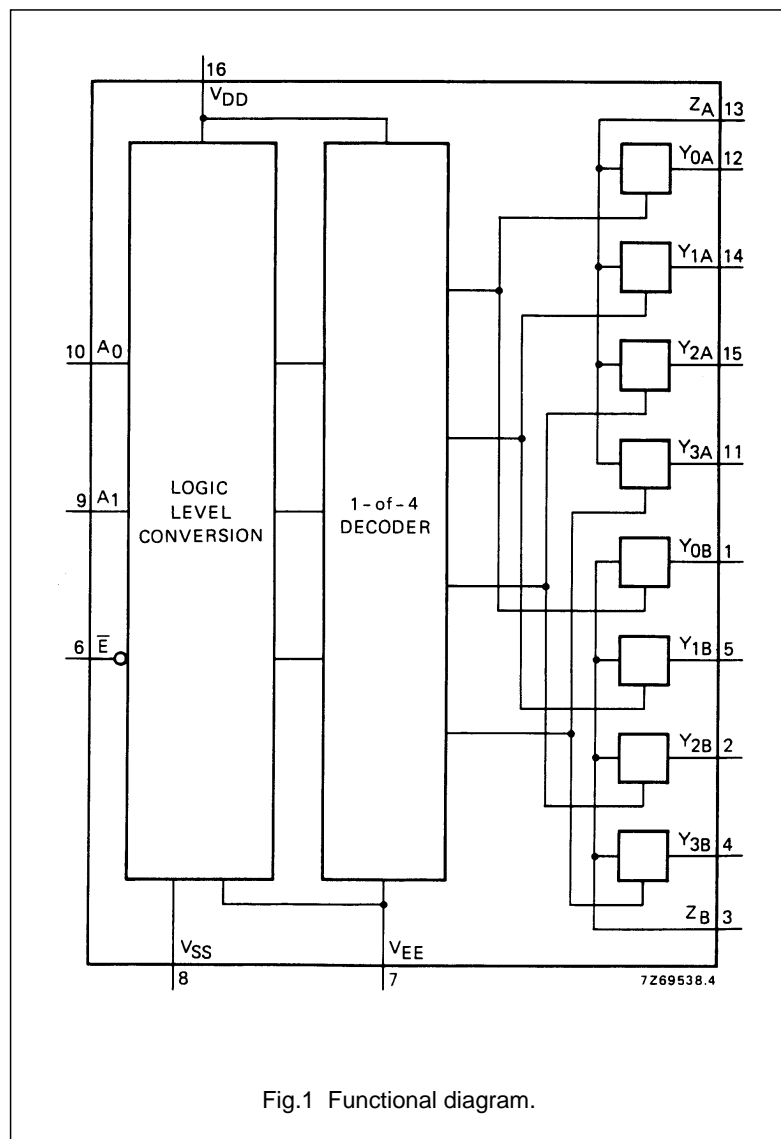 16
VDD
ZA 13
Y0A 12
Y1A 14
10 A0
Y2A 15
Y3A 11
9 A1
LOGIC
LEVEL
CONVERSION
1-of-4
DECODER
Y0B 1
6 E̅
Y1B 5
Y2B 2
Y3B 4
ZB 3
VSS
8
VEE
7
7Z69538.4
Fig.1 Functional diagram.